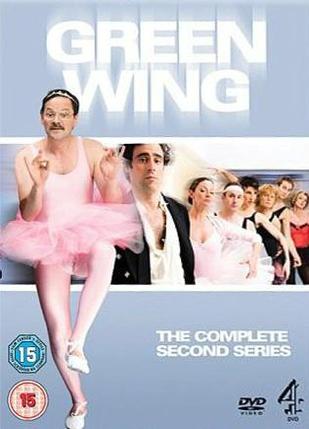 GREEN
WING
THE COMPLETE
SECOND SERIES
15
15
DVD
VIDEO
4
DVD